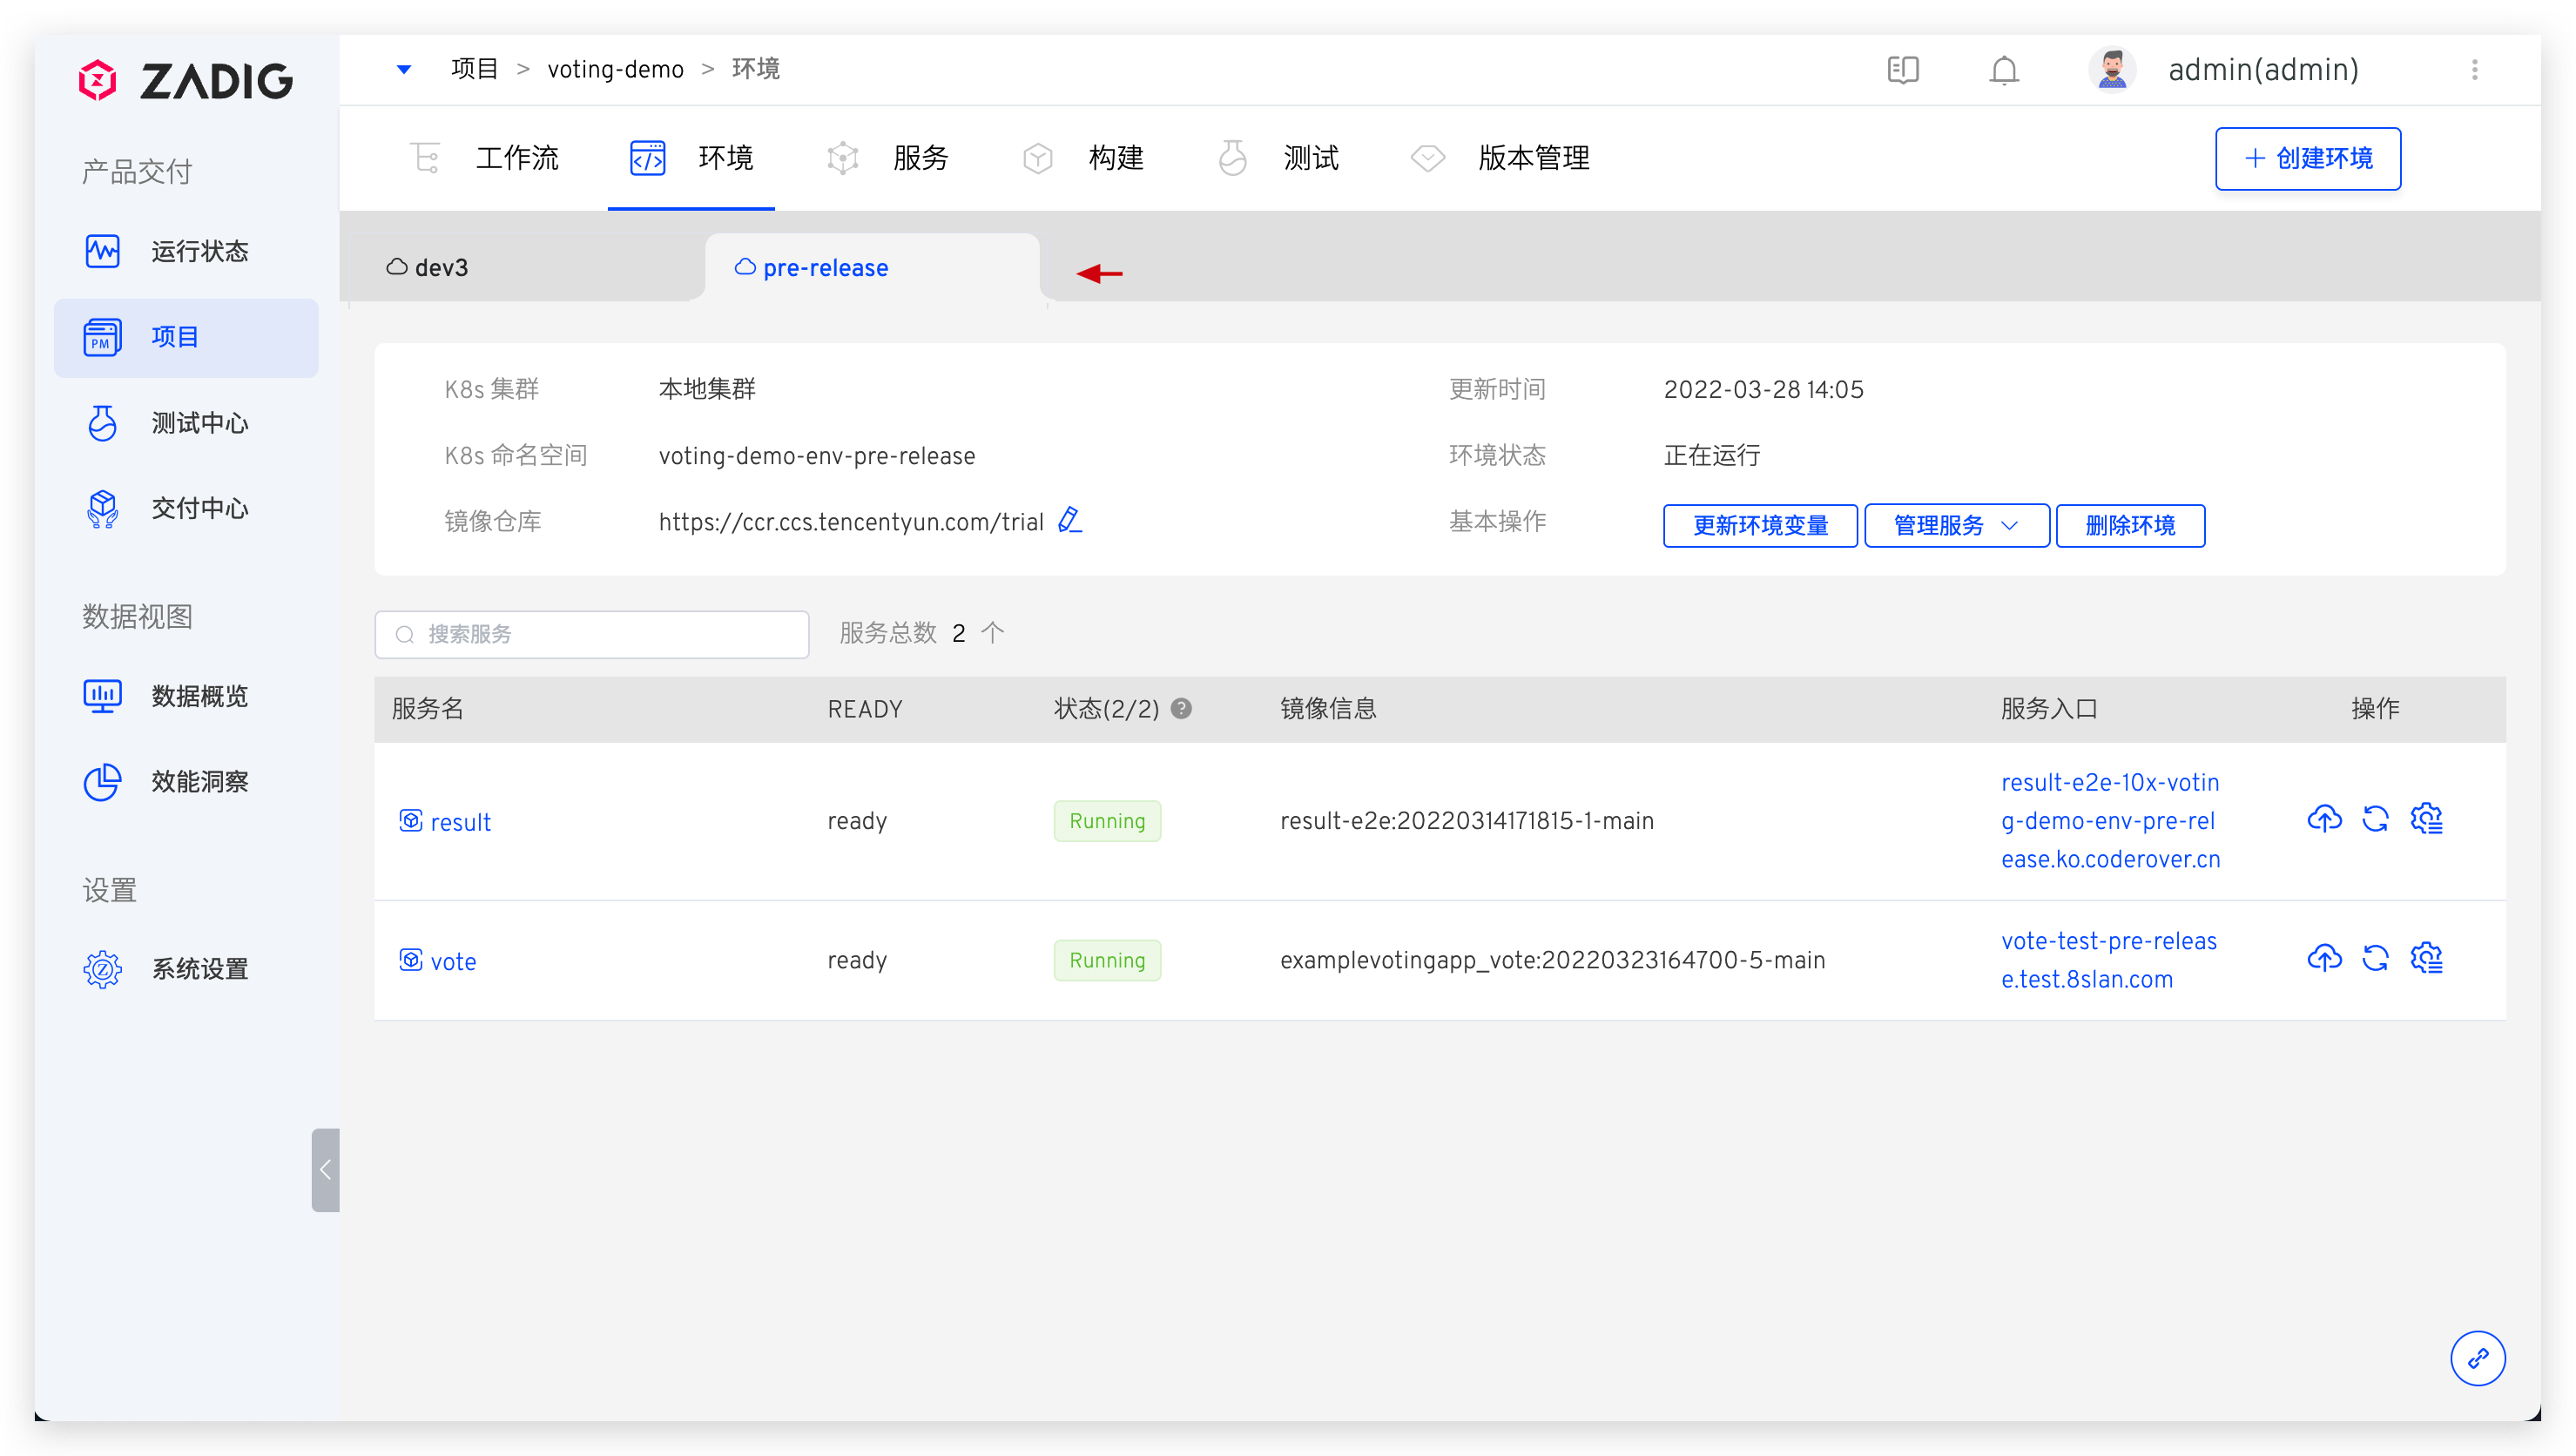 ZADIG
项目 > voting-demo > 环境
admin(admin)
产品交付
运行状态
PM
项目
测试中心
交付中心
数据视图
数据概览
效能洞察
设置
系统设置
工作流
环境
服务
构建
测试
版本管理
+ 创建环境
dev3
pre-release
K8s 集群 本地集群
更新时间 2022-03-28 14:05
K8s 命名空间 voting-demo-env-pre-release
环境状态 正在运行
镜像仓库 https://ccr.ccs.tencentyun.com/trial
基本操作 更新环境变量 管理服务 删除环境
搜索服务
服务总数 2 个
服务名 READY 状态(2/2) ? 镜像信息 服务入口 操作
result ready Running result-e2e:20220314171815-1-main
result-e2e-10x-votin
g-demo-env-pre-rel
ease.ko.coderover.cn
vote ready Running examplevotingapp_vote:20220323164700-5-main
vote-test-pre-releas
e.test.8slan.com